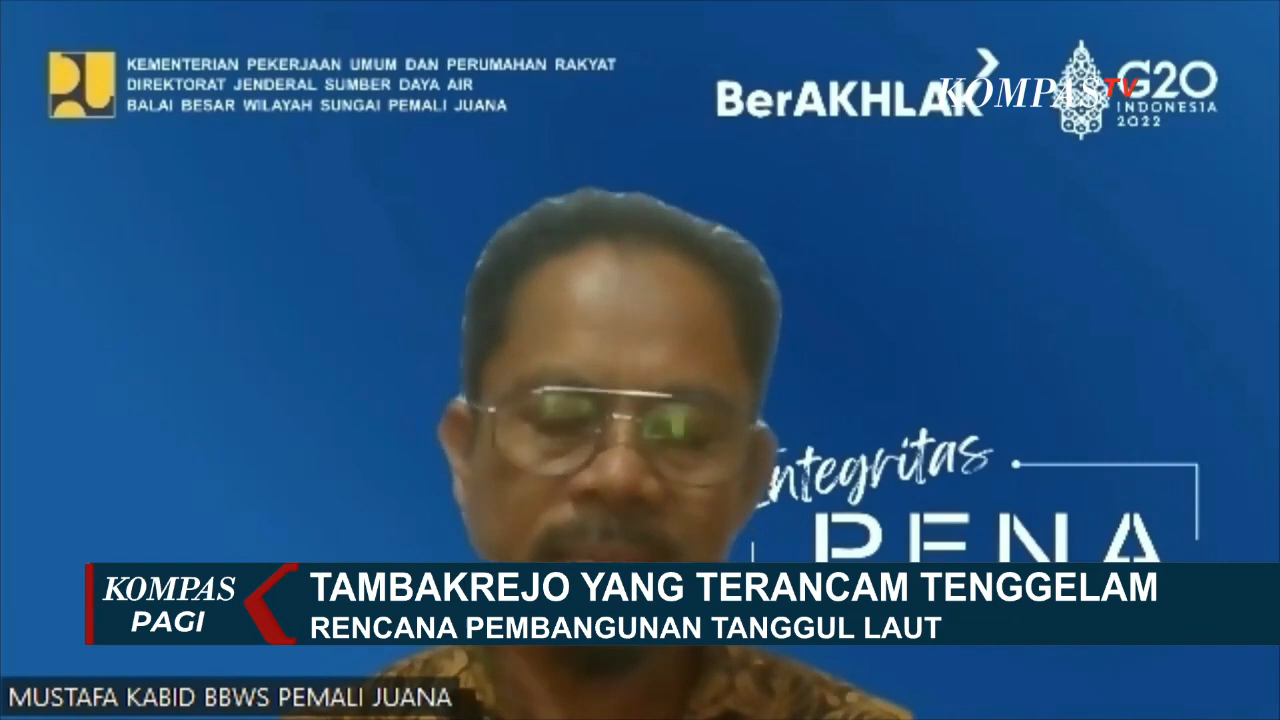 KEMENTERIAN PEKERJAAN UMUM DAN PERUMAHAN RAKYAT
DIREKTORAT JENDERAL SUMBER DAYA AIR
BALAI BESAR WILAYAH SUNGAI PEMALI JUANA
BerAKHLAK
KOMPAS TV
G20
INDONESIA
2022
integritas
PENA
KOMPAS
PAGI
TAMBAKREJO YANG TERANCAM TENGGELAM
RENCANA PEMBANGUNAN TANGGUL LAUT
MUSTAFA KABID BBWS PEMALI JUANA